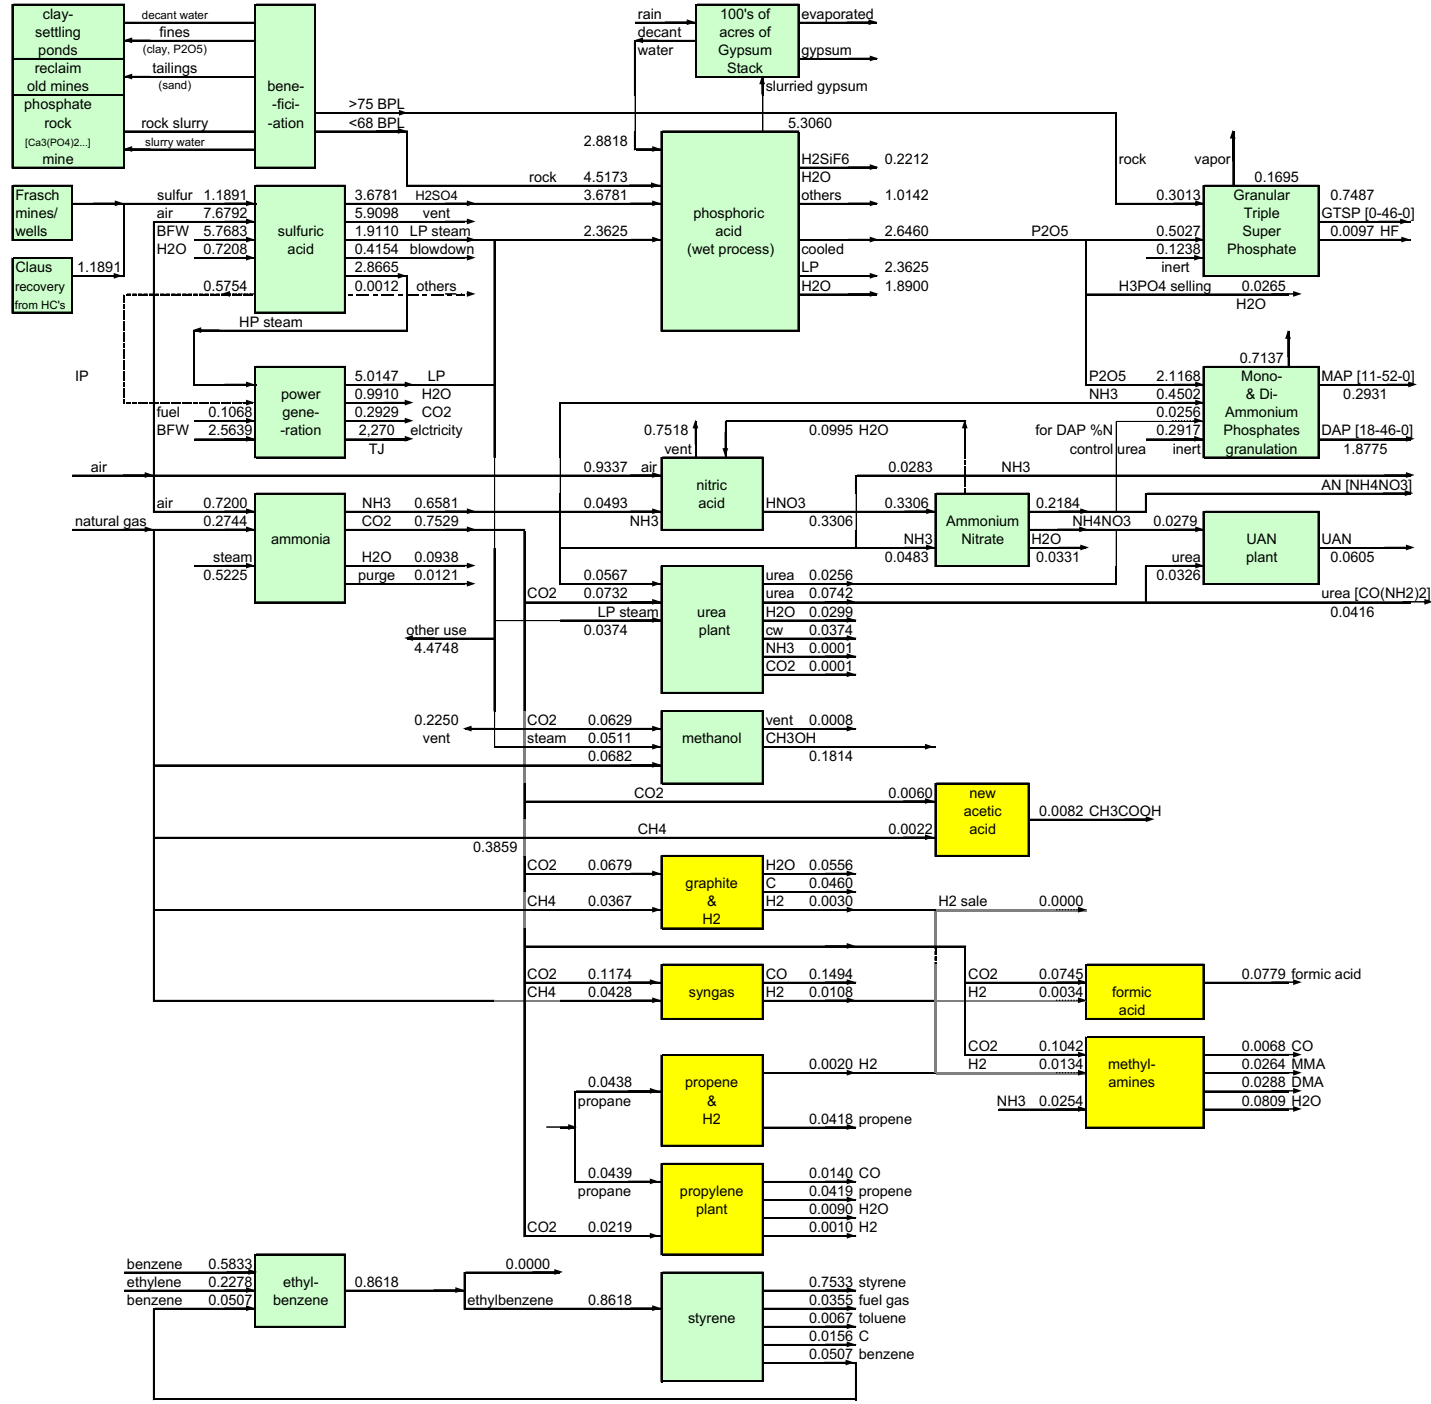 clay-
settling
ponds
reclaim
old mines
phosphate
rock
[Ca3(PO4)2...]
mine
decant water
fines
(clay, P2O5)
tailings
(sand)
rock slurry
slurry water
bene-
-fici-
-ation
>75 BPL
<68 BPL
rain
decant
water
100's of
acres of
Gypsum
Stack
evaporated
gypsum
slurried gypsum
5.3060
2.8818
rock 4.5173
3.6781
2.3625
phosphoric
acid
(wet process)
H2SiF6 0.2212
H2O
others 1.0142
2.6460
cooled
LP 2.3625
H2O 1.8900
P2O5
rock
vapor
0.1695
0.3013
0.5027
0.1238
inert
Granular
Triple
Super
Phosphate
0.7487
GTSP [0-46-0]
0.0097 HF
H3PO4 selling 0.0265
H2O
Frasch
mines/
wells
Claus
recovery
from HC's
1.1891
sulfur 1.1891
air 7.6792
BFW 5.7683
H2O 0.7208
0.5754
sulfuric
acid
3.6781 H2SO4
5.9098 vent
1.9110 LP steam
0.4154 blowdown
2.8665
0.0012 others
HP steam
IP
fuel 0.1068
BFW 2.5639
power
gene-
-ration
5.0147 LP
0.9910 H2O
0.2929 CO2
2,270 elctricity
TJ
0.7137
P2O5 2.1168
NH3 0.4502
0.0256
for DAP %N 0.2917
control urea inert
Mono-
& Di-
Ammonium
Phosphates
granulation
MAP [11-52-0]
0.2931
DAP [18-46-0]
1.8775
air
0.7518
vent
0.0995 H2O
0.9337 air
0.0493
NH3
nitric
acid
HNO3
0.3306
0.0283 NH3
0.3306
NH3
0.0483
Ammonium
Nitrate
0.2184
NH4NO3 0.0279
H2O
0.0331
AN [NH4NO3]
urea
0.0326
UAN
plant
UAN
0.0605
natural gas
air 0.7200
0.2744
steam
0.5225
ammonia
NH3 0.6581
CO2 0.7529
H2O 0.0938
purge 0.0121
0.0567
CO2 0.0732
LP steam
0.0374
urea
plant
urea 0.0256
urea 0.0742
H2O 0.0299
cw 0.0374
NH3 0.0001
CO2 0.0001
urea [CO(NH2)2]
0.0416
other use
4.4748
0.2250
vent
CO2 0.0629
steam 0.0511
0.0682
methanol
vent 0.0008
CH3OH
0.1814
CO2 0.0060
CH4 0.0022
new
acetic
acid
0.0082 CH3COOH
0.3859
CO2 0.0679
CH4 0.0367
graphite
&
H2
H2O 0.0556
C 0.0460
H2 0.0030
H2 sale 0.0000
CO2 0.1174
CH4 0.0428
syngas
CO 0.1494
H2 0.0108
CO2 0.0745
H2 0.0034
formic
acid
0.0779 formic acid
CO2 0.1042
H2 0.0134
NH3 0.0254
methyl-
amines
0.0068 CO
0.0264 MMA
0.0288 DMA
0.0809 H2O
0.0438
propane
propene
&
H2
0.0020 H2
0.0418 propene
0.0439
propane
CO2 0.0219
propylene
plant
0.0140 CO
0.0419 propene
0.0090 H2O
0.0010 H2
benzene 0.5833
ethylene 0.2278
benzene 0.0507
ethyl-
benzene
0.8618
0.0000
ethylbenzene 0.8618
styrene
0.7533 styrene
0.0355 fuel gas
0.0067 toluene
0.0156 C
0.0507 benzene